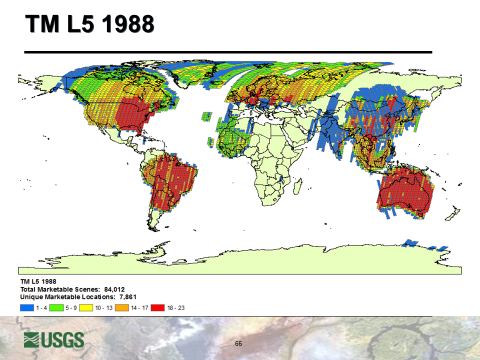 TM L5 1988
TM L5 1988
Total Marketable Scenes: 84,012
Unique Marketable Locations: 7,861
1 - 4 5 - 9 10 - 13 14 - 17 18 - 23
USGS
66